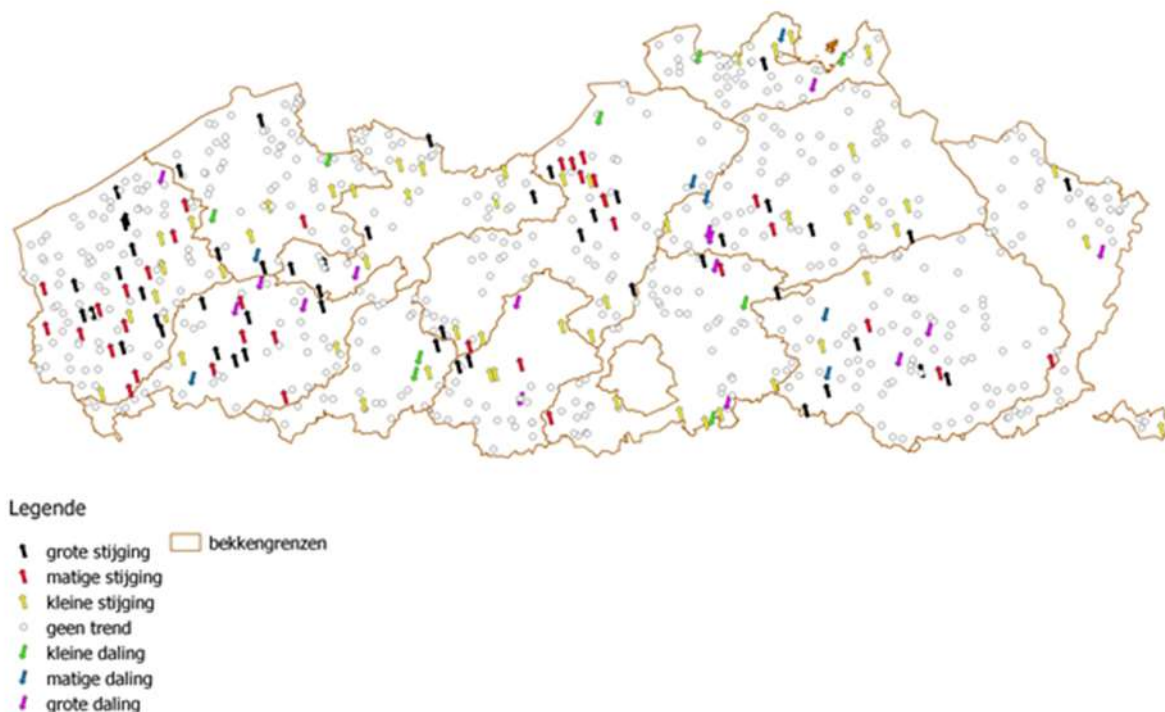 Legende
grote stijging
bekkengrenzen
matige stijging
kleine stijging
geen trend
kleine daling
matige daling
grote daling